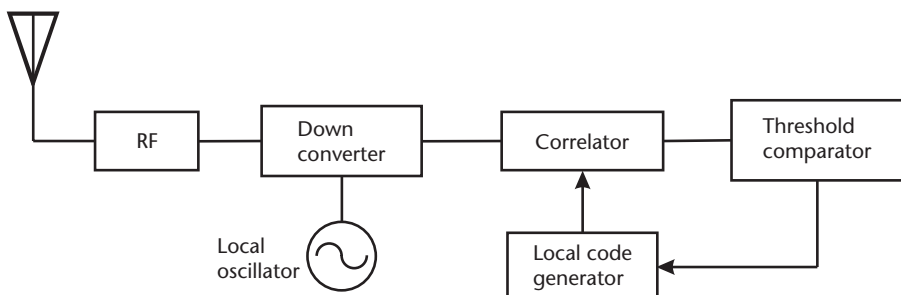 RF
Down
converter
Correlator
Threshold
comparator
Local
oscillator
Local code
generator